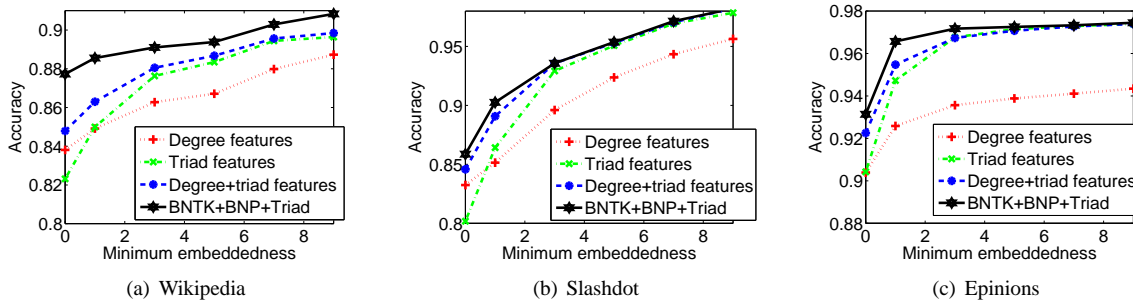 0.9
0.88
0.86
0.84
0.82
0.8
Accuracy
0 2 4 6 8
Minimum embeddedness
Degree features
Triad features
Degree+triad features
BNTK+BNP+Triad
(a) Wikipedia
0.95
0.9
0.85
0.8
Accuracy
0 2 4 6 8
Minimum embeddedness
Degree features
Triad features
Degree+triad features
BNTK+BNP+Triad
(b) Slashdot
0.98
0.96
0.94
0.92
0.9
0.88
Accuracy
0 2 4 6 8
Minimum embeddedness
Degree features
Triad features
Degree+triad features
BNTK+BNP+Triad
(c) Epinions